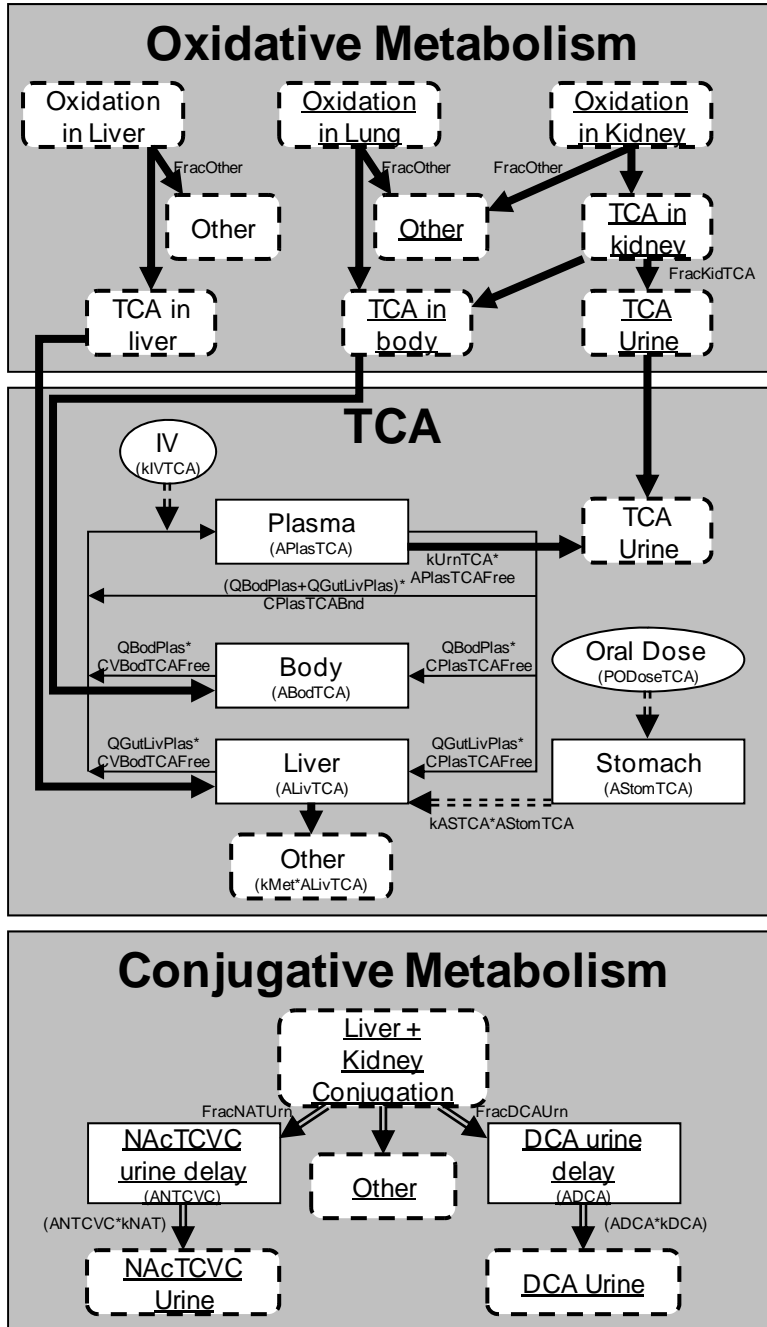 Oxidative Metabolism
Oxidation
in Liver
Oxidation
in Lung
Oxidation
in Kidney
FracOther
FracOther
FracOther
Other
Other
TCA in
kidney
FracKidTCA
TCA in
liver
TCA in
body
TCA
Urine
TCA
IV
(kIVTCA)
Plasma
(APlasTCA)
TCA
Urine
kUrnTCA*
APlasTCAFree
(QBodPlas+QGutLivPlas)*
CPlasTCABnd
QBodPlas*
CVBodTCAFree
Body
(ABodTCA)
QBodPlas*
CPlasTCAFree
Oral Dose
(PODoseTCA)
QGutLivPlas*
CVBodTCAFree
Liver
(ALivTCA)
QGutLivPlas*
CPlasTCAFree
Stomach
(AStomTCA)
kASTCA*AStomTCA
Other
(kMet*ALivTCA)
Conjugative Metabolism
Liver +
Kidney
Conjugation
FracNATUrn
FracDCAUrn
NAcTCVC
urine delay
(ANTCVC)
Other
DCA urine
delay
(ADCA)
(ANTCVC*kNAT)
(ADCA*kDCA)
NAcTCVC
Urine
DCA Urine